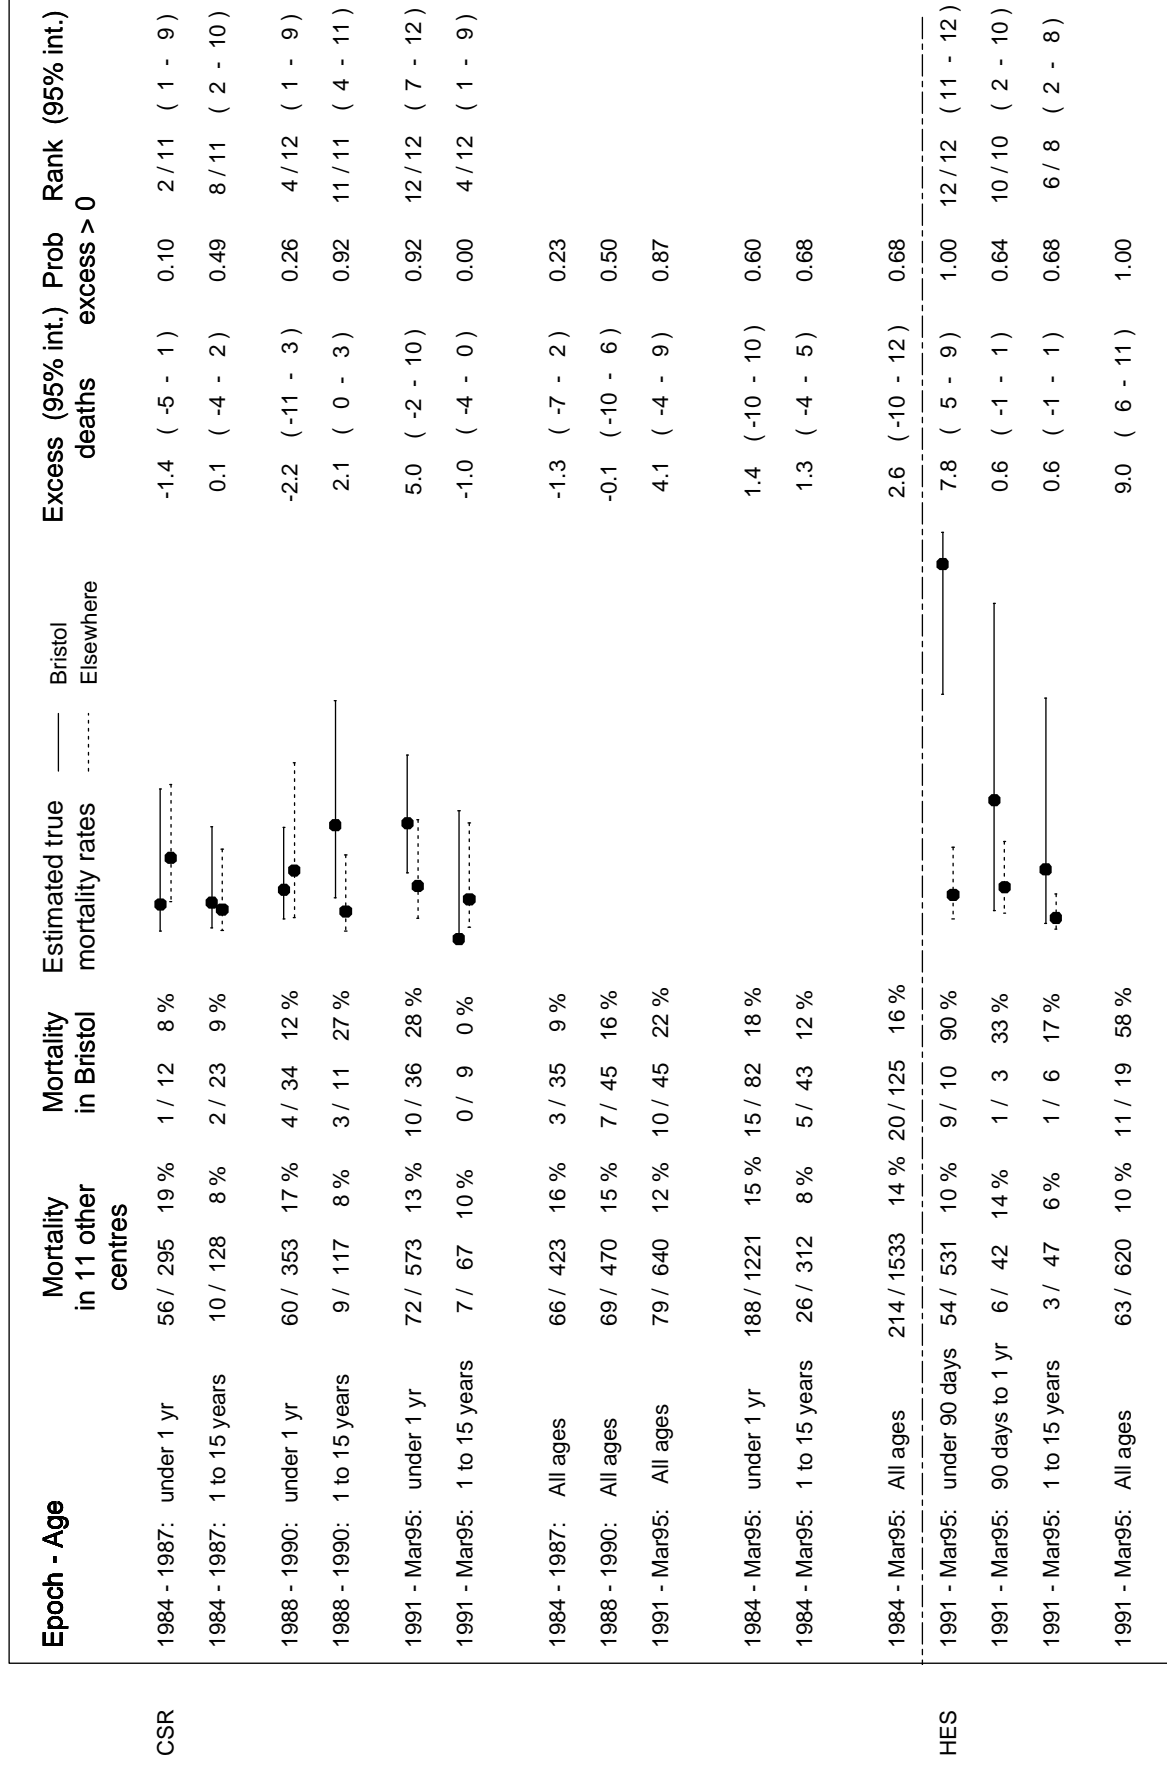 Epoch - Age Mortality in 11 other centres Mortality in Bristol Estimated true mortality rates Bristol Elsewhere Excess (95% int.) deaths Prob excess > 0 Rank (95% int.)
CSR
1984 - 1987: under 1 yr 56 / 295 19 % 1 / 12 8 % -1.4 ( -5 - 1 ) 0.10 2 / 11 ( 1 - 9 )
1984 - 1987: 1 to 15 years 10 / 128 8 % 2 / 23 9 % 0.1 ( -4 - 2 ) 0.49 8 / 11 ( 2 - 10 )
1988 - 1990: under 1 yr 60 / 353 17 % 4 / 34 12 % -2.2 ( -11 - 3 ) 0.26 4 / 12 ( 1 - 9 )
1988 - 1990: 1 to 15 years 9 / 117 8 % 3 / 11 27 % 2.1 ( 0 - 3 ) 0.92 11 / 11 ( 4 - 11 )
1991 - Mar95: under 1 yr 72 / 573 13 % 10 / 36 28 % 5.0 ( -2 - 10 ) 0.92 12 / 12 ( 7 - 12 )
1991 - Mar95: 1 to 15 years 7 / 67 10 % 0 / 9 0 % -1.0 ( -4 - 0 ) 0.00 4 / 12 ( 1 - 9 )
1984 - 1987: All ages 66 / 423 16 % 3 / 35 9 % -1.3 ( -7 - 2 ) 0.23
1988 - 1990: All ages 69 / 470 15 % 7 / 45 16 % -0.1 ( -10 - 6 ) 0.50
1991 - Mar95: All ages 79 / 640 12 % 10 / 45 22 % 4.1 ( -4 - 9 ) 0.87
1984 - Mar95: under 1 yr 188 / 1221 15 % 15 / 82 18 % 1.4 ( -10 - 10 ) 0.60
1984 - Mar95: 1 to 15 years 26 / 312 8 % 5 / 43 12 % 1.3 ( -4 - 5 ) 0.68
1984 - Mar95: All ages 214 / 1533 14 % 20 / 125 16 % 2.6 ( -10 - 12 ) 0.68
HES
1991 - Mar95: under 90 days 54 / 531 10 % 9 / 10 90 % 7.8 ( 5 - 9 ) 1.00 12 / 12 ( 11 - 12 )
1991 - Mar95: 90 days to 1 yr 6 / 42 14 % 1 / 3 33 % 0.6 ( -1 - 1 ) 0.64 10 / 10 ( 2 - 10 )
1991 - Mar95: 1 to 15 years 3 / 47 6 % 1 / 6 17 % 0.6 ( -1 - 1 ) 0.68 6 / 8 ( 2 - 8 )
1991 - Mar95: All ages 63 / 620 10 % 11 / 19 58 % 9.0 ( 6 - 11 ) 1.00